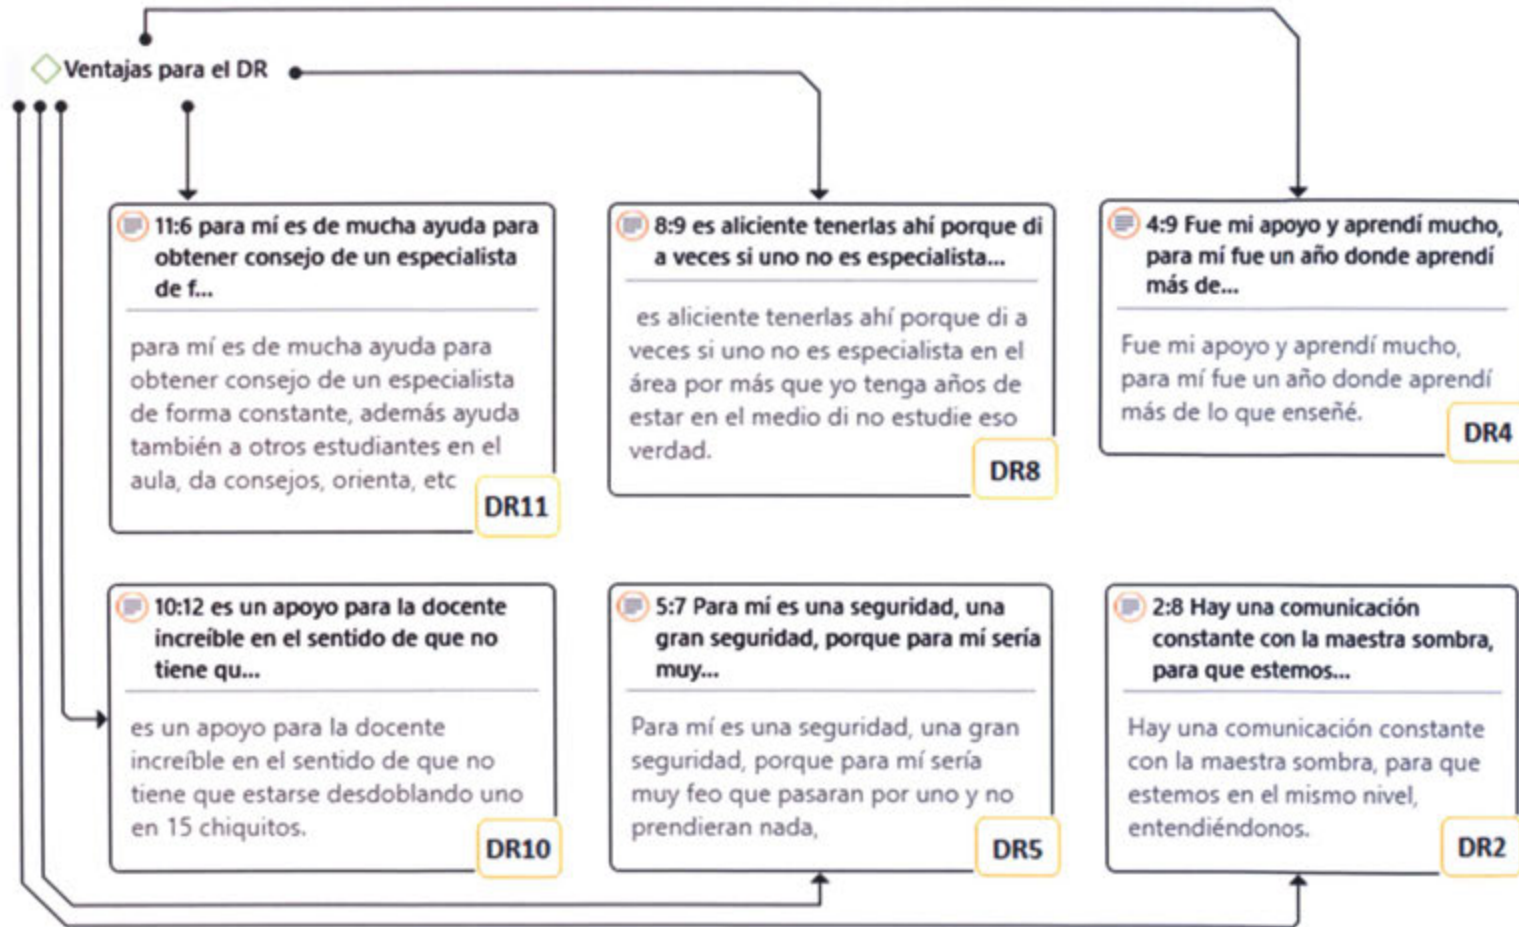 Ventajas para el DR
11:6 para mí es de mucha ayuda para
obtener consejo de un especialista
de f...
para mí es de mucha ayuda para
obtener consejo de un especialista
de forma constante, además ayuda
también a otros estudiantes en el
aula, da consejos, orienta, etc
DR11
8:9 es aliciente tenerlas ahí porque di
a veces si uno no es especialista...
es aliciente tenerlas ahí porque di a
veces si uno no es especialista en el
área por más que yo tenga años de
estar en el medio di no estudie eso
verdad.
DR8
4:9 Fue mi apoyo y aprendí mucho,
para mí fue un año donde aprendí
más de...
Fue mi apoyo y aprendí mucho,
para mí fue un año donde aprendí
más de lo que enseñé.
DR4
10:12 es un apoyo para la docente
increíble en el sentido de que no
tiene qu...
es un apoyo para la docente
increíble en el sentido de que no
tiene que estarse desdoblando uno
en 15 chiquitos.
DR10
5:7 Para mí es una seguridad, una
gran seguridad, porque para mí sería
muy...
Para mí es una seguridad, una gran
seguridad, porque para mí sería
muy feo que pasaran por uno y no
prendieran nada,
DR5
2:8 Hay una comunicación
constante con la maestra sombra,
para que estemos...
Hay una comunicación constante
con la maestra sombra, para que
estemos en el mismo nivel,
entendiéndonos.
DR2